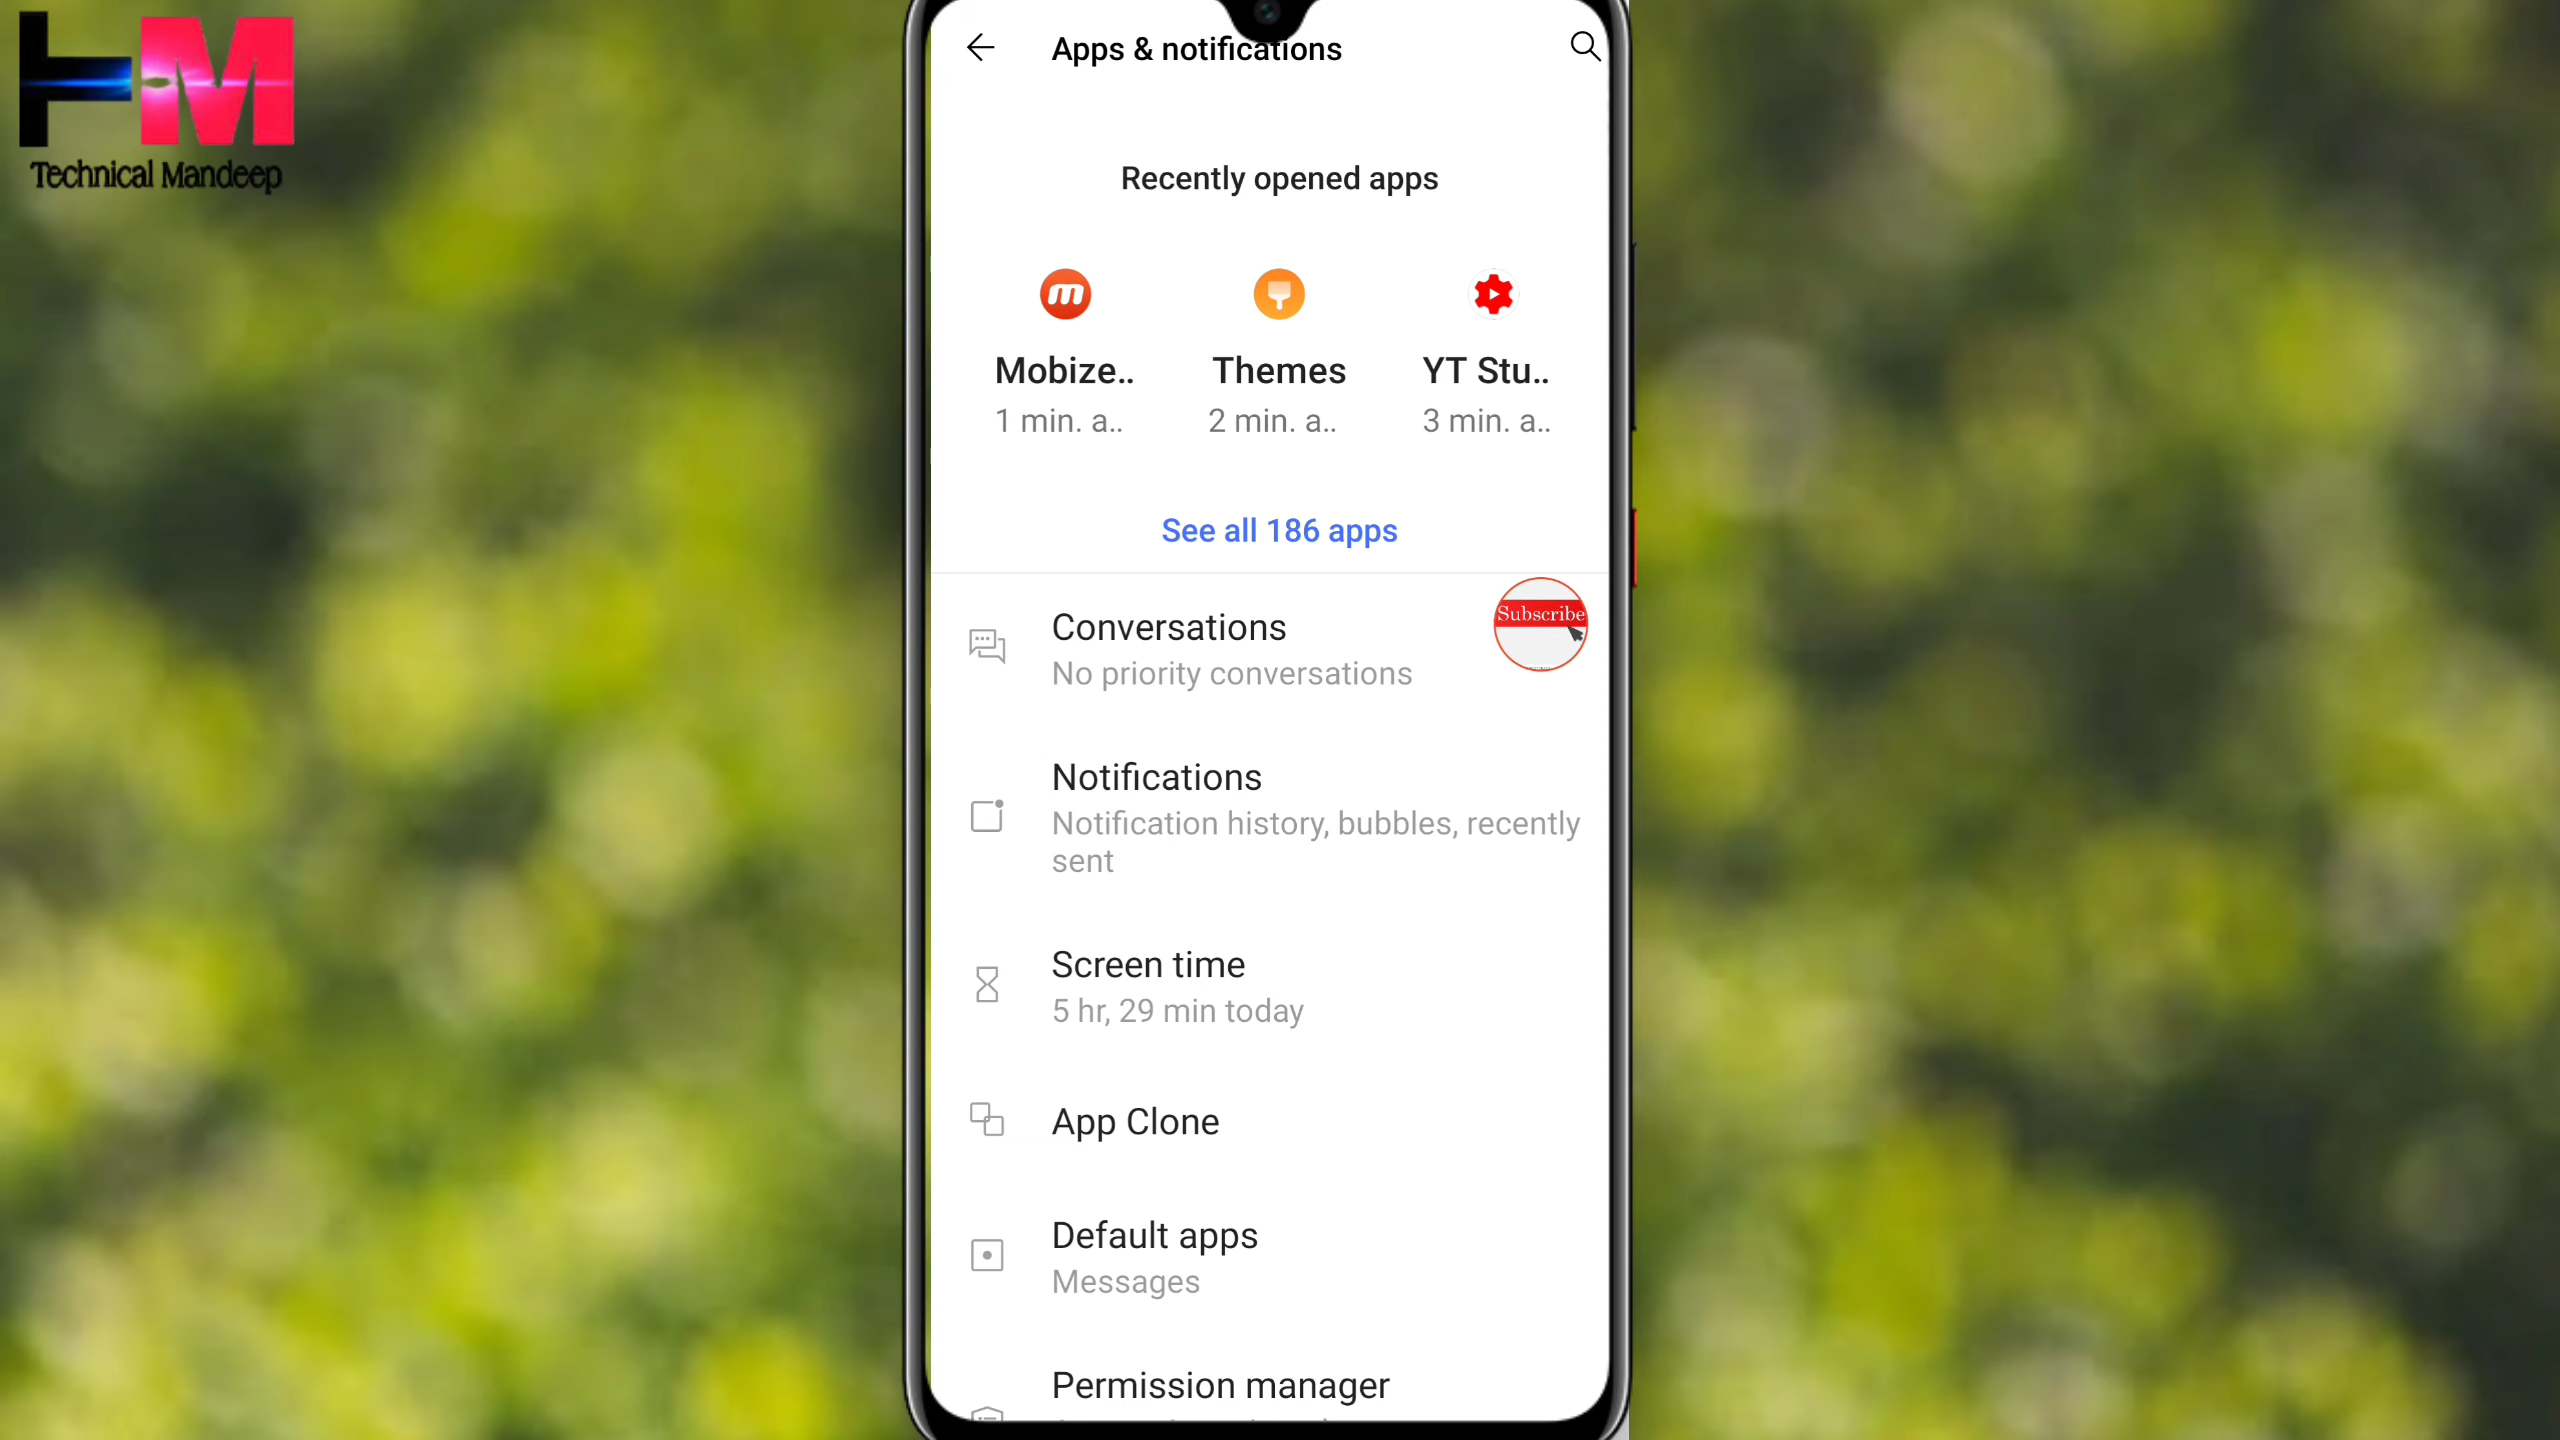 Technical Mandeep
Apps & notifications
Recently opened apps
Mobize..
Themes
YT Stu..
1 min. a..
2 min. a..
3 min. a..
See all 186 apps
Conversations
No priority conversations
Subscribe
Notifications
Notification history, bubbles, recently
sent
Screen time
5 hr, 29 min today
App Clone
Default apps
Messages
Permission manager